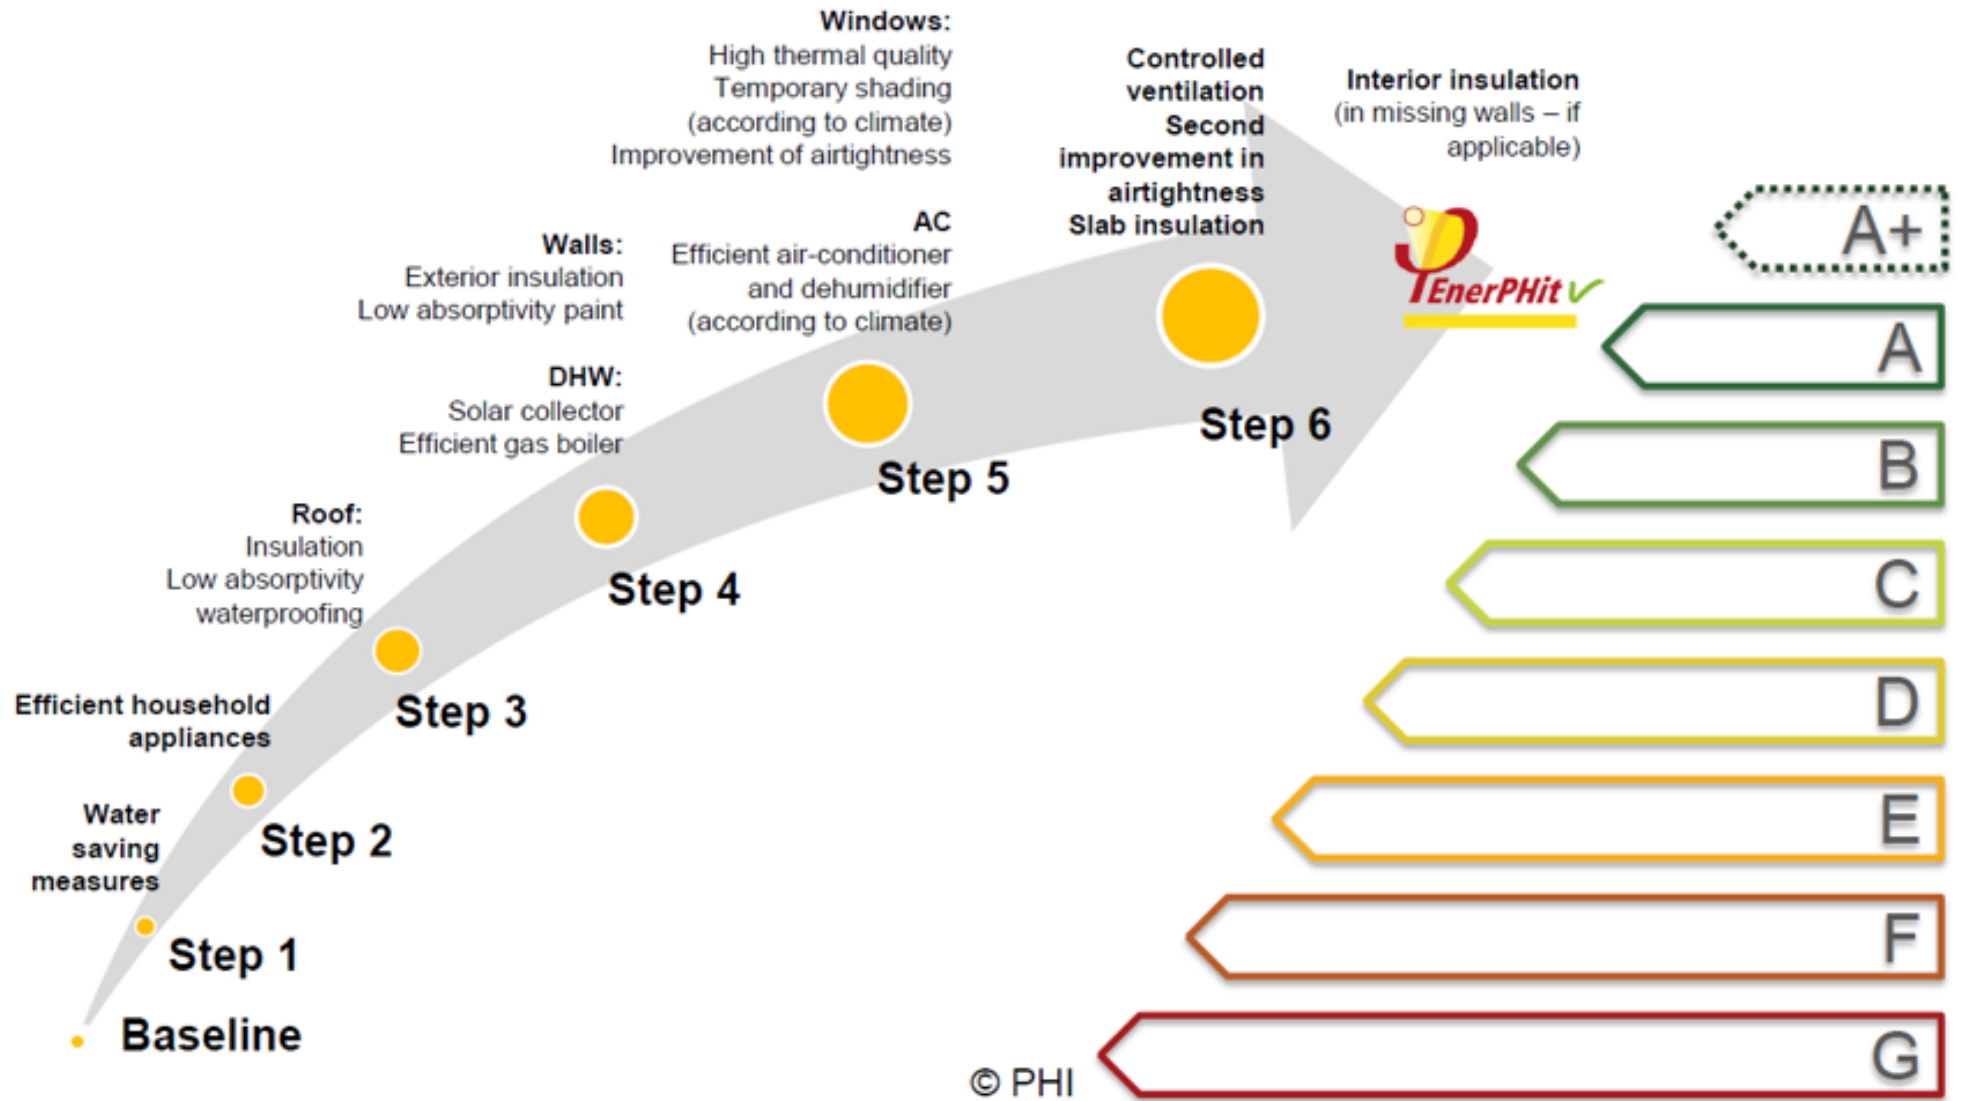 Windows:
High thermal quality
Temporary shading
(according to climate)
Improvement of airtightness
Controlled
ventilation
Second
improvement in
airtightness
Slab insulation
Interior insulation
(in missing walls – if
applicable)
AC
Efficient air-conditioner
and dehumidifier
(according to climate)
Walls:
Exterior insulation
Low absorptivity paint
DHW:
Solar collector
Efficient gas boiler
Roof:
Insulation
Low absorptivity
waterproofing
Efficient household
appliances
Water
saving
measures
EnerPHit
Step 6
Step 5
Step 4
Step 3
Step 2
Step 1
Baseline
A+
A
B
C
D
E
F
G
© PHI